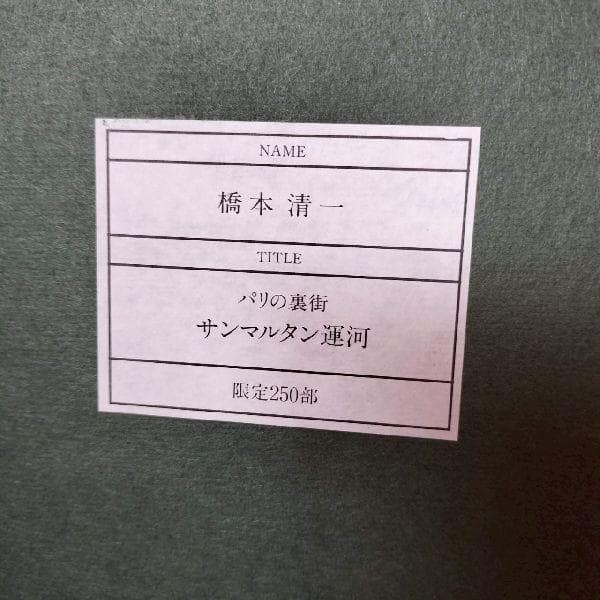 NAME
橋本 清一
TITLE
パリの裏街
サンマルタン運河
限定250部